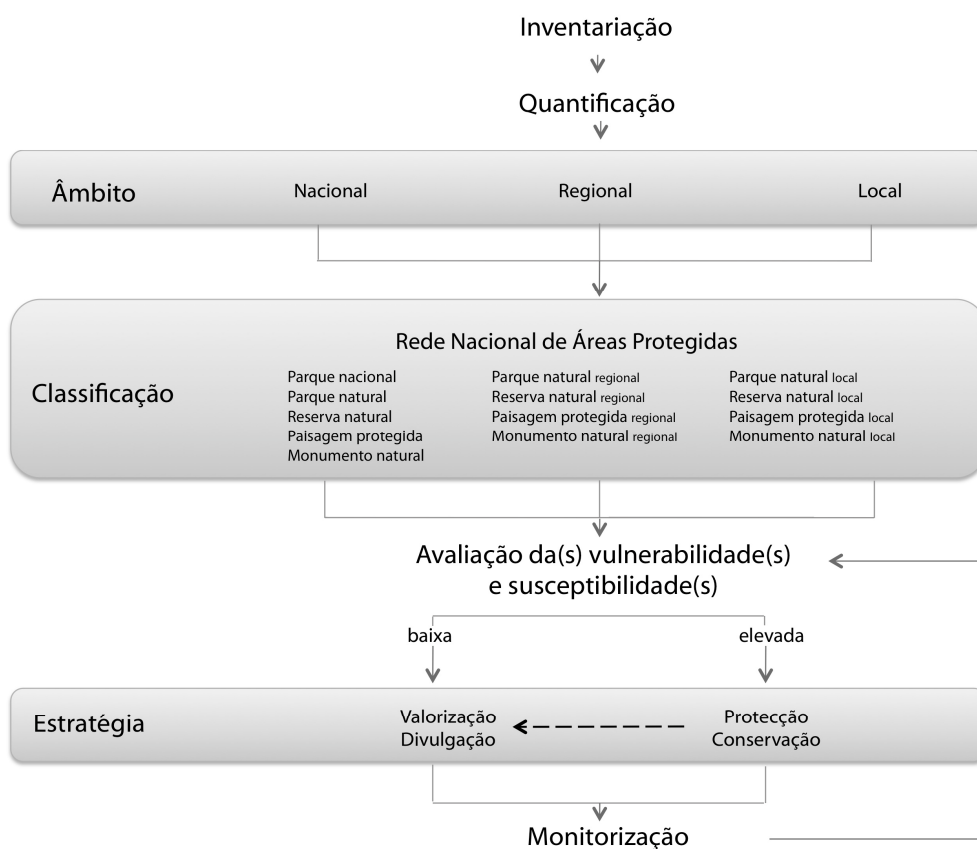 Inventariação
Quantificação
Âmbito Nacional Regional Local
Rede Nacional de Áreas Protegidas
Classificação
Parque nacional
Parque natural
Reserva natural
Paisagem protegida
Monumento natural
Parque natural regional
Reserva natural regional
Paisagem protegida regional
Monumento natural regional
Parque natural local
Reserva natural local
Paisagem protegida local
Monumento natural local
Avaliação da(s) vulnerabilidade(s)
e susceptibilidade(s)
baixa elevada
Estratégia
Valorização
Divulgação
Protecção
Conservação
Monitorização